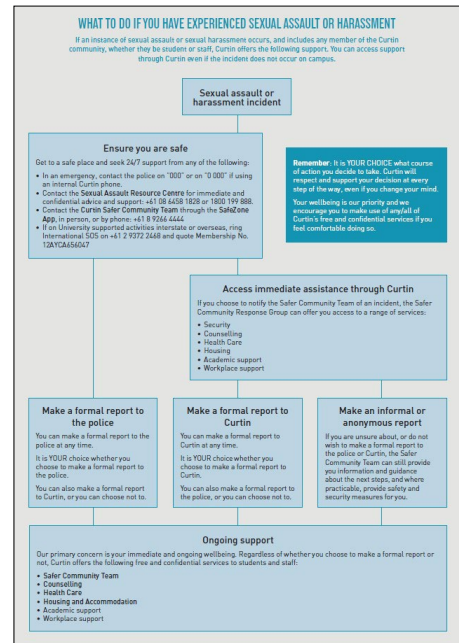 WHAT TO DO IF YOU HAVE EXPERIENCED SEXUAL ASSAULT OR HARASSMENT
If an instance of sexual assault or sexual harassment occurs, and includes any member of the Curtin
community, whether they be student or staff, Curtin offers the following support. You can access support
through Curtin even if the incident does not occur on campus.
Sexual assault or
harassment incident
Ensure you are safe
Get to a safe place and seek 24/7 support from any of the following:
• In an emergency, contact the police on "000" or on "0 000" if using
an internal Curtin phone.
• Contact the Sexual Assault Resource Centre for immediate and
confidential advice and support: +61 08 6458 1828 or 1800 199 888.
• Contact the Curtin Safer Community Team through the SafeZone
App, in person, or by phone: +61 8 9266 4444
• If on University supported activities interstate or overseas, ring
International SOS on +61 2 9372 2468 and quote Membership No.
12AYCA656047
Remember: It is YOUR CHOICE what course
of action you decide to take. Curtin will
respect and support your decision at every
step of the way, even if you change your mind.
Your wellbeing is our priority and we
encourage you to make use of any/all of
Curtin's free and confidential services if you
feel comfortable doing so.
Access immediate assistance through Curtin
If you choose to notify the Safer Community Team of an incident, the Safer
Community Response Group can offer you access to a range of services:
• Security
• Counselling
• Health Care
• Housing
• Academic support
• Workplace support
Make a formal report to
the police
You can make a formal report to the
police at any time.
It is YOUR choice whether you
choose to make a formal report to
the police.
You can also make a formal report
to Curtin, or you can choose not to.
Make a formal report to
Curtin
You can make a formal report to
Curtin at any time.
It is YOUR choice whether you
choose to make a formal report to
Curtin.
You can also make a formal report to
the police, or you can choose not to.
Make an informal or
anonymous report
If you are unsure about, or do not
wish to make a formal report to
the police or Curtin, the Safer
Community Team can still provide
you information and guidance
about the next steps, and where
practicable, provide safety and
security measures for you.
Ongoing support
Our primary concern is your immediate and ongoing wellbeing. Regardless of whether you choose to make a formal report or
not, Curtin offers the following free and confidential services to students and staff:
• Safer Community Team
• Counselling
• Health Care
• Housing and Accommodation
• Academic support
• Workplace support